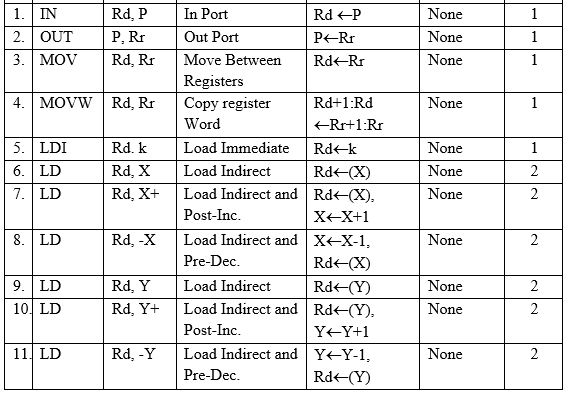 1. IN Rd, P In Port Rd ←P None 1
2. OUT P, Rr Out Port P←Rr None 1
3. MOV Rd, Rr Move Between Rd←Rr None 1
Registers
4. MOVW Rd, Rr Copy register Rd+1:Rd None 1
Word ←Rr+1:Rr
5. LDI Rd. k Load Immediate Rd←k None 1
6. LD Rd, X Load Indirect Rd←(X) None 2
7. LD Rd, X+ Load Indirect and Rd←(X), None 2
Post-Inc. X←X+1
8. LD Rd, -X Load Indirect and X←X-1, None 2
Pre-Dec. Rd←(X)
9. LD Rd, Y Load Indirect Rd←(Y) None 2
10. LD Rd, Y+ Load Indirect and Rd←(Y), None 2
Post-Inc. Y←Y+1
11. LD Rd, -Y Load Indirect and Y←Y-1, None 2
Pre-Dec. Rd←(Y)